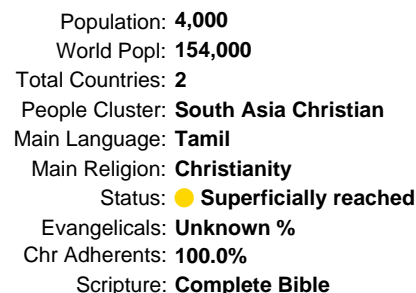 Population: 4,000
World Popl: 154,000
Total Countries: 2
People Cluster: South Asia Christian
Main Language: Tamil
Main Religion: Christianity
Status: Superficially reached
Evangelicals: Unknown %
Chr Adherents: 100.0%
Scripture: Complete Bible